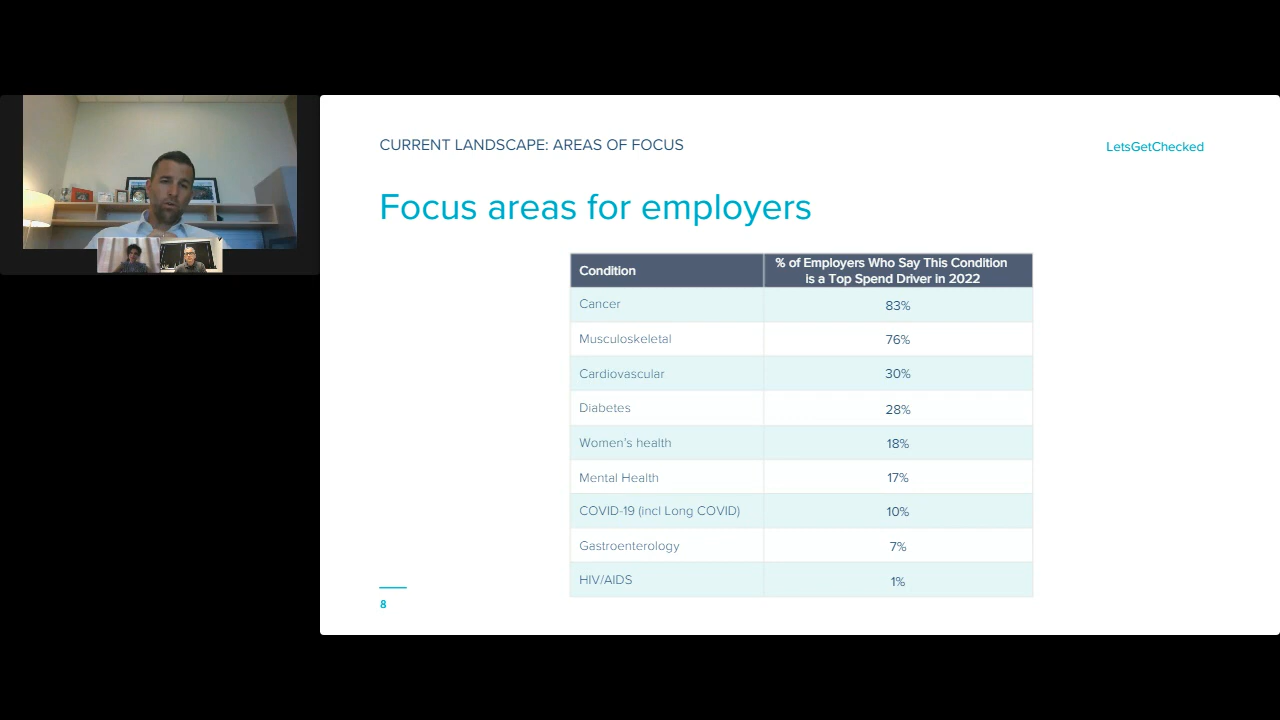 CURRENT LANDSCAPE: AREAS OF FOCUS
LetsGetChecked
Focus areas for employers
Condition
% of Employers Who Say This Condition
is a Top Spend Driver in 2022
Cancer
83%
Musculoskeletal
76%
Cardiovascular
30%
Diabetes
28%
Women's health
18%
Mental Health
17%
COVID-19 (incl Long COVID)
10%
Gastroenterology
7%
HIV/AIDS
1%
8